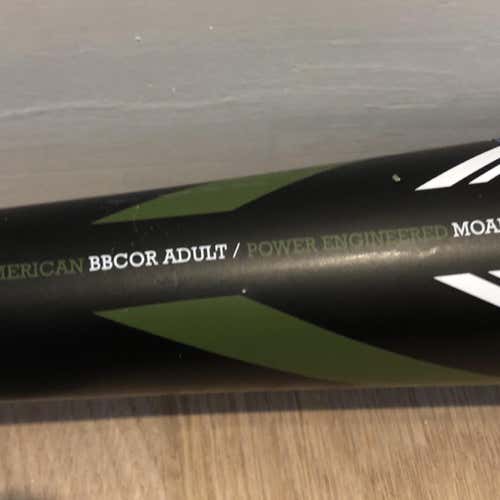 MERICAN BBCOR ADULT / POWER ENGINEERED MOA